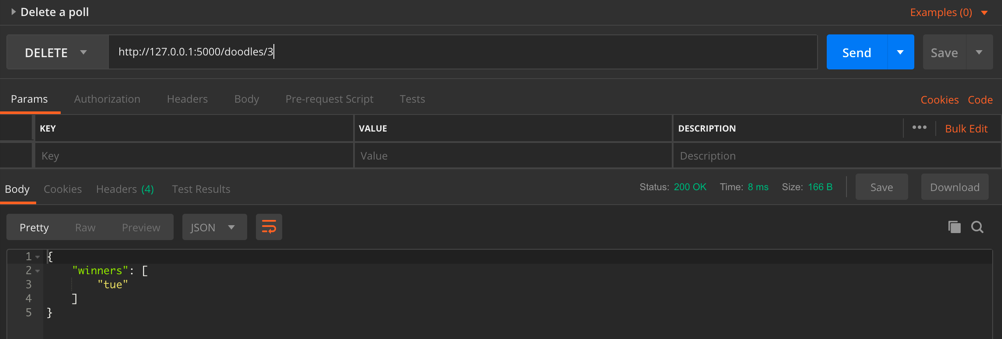 Delete a poll Examples (0)
DELETE http://127.0.0.1:5000/doodles/3 Send Save
Params Authorization Headers Body Pre-request Script Tests Cookies Code
KEY VALUE DESCRIPTION ••• Bulk Edit
Key Value Description
Body Cookies Headers (4) Test Results Status: 200 OK Time: 8 ms Size: 166 B Save Download
Pretty Raw Preview JSON
1 {
2 "winners": [
3 "tue"
4 ]
5 }